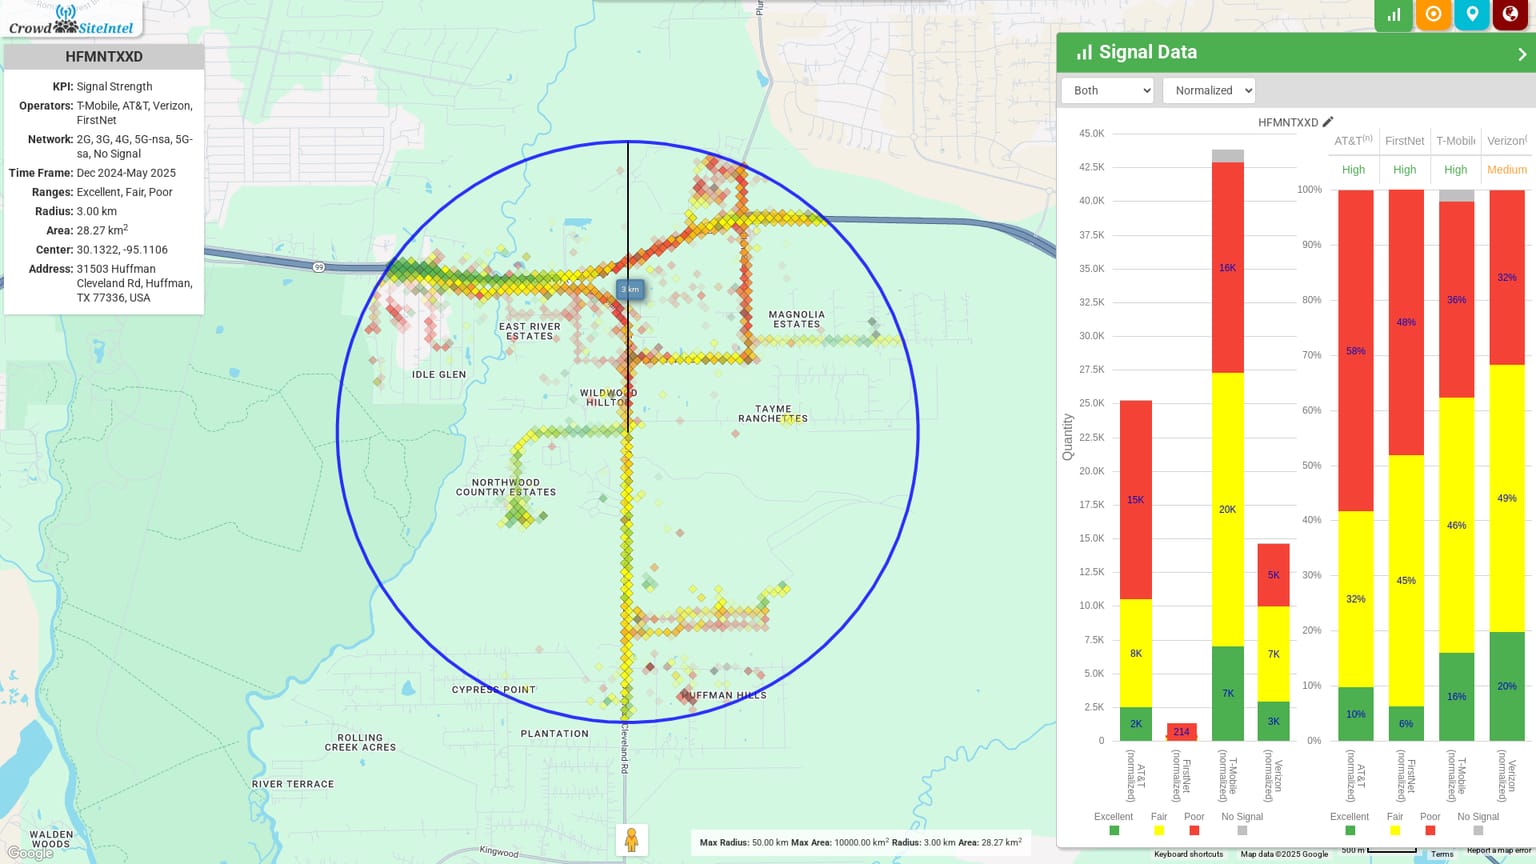 Crowd SiteIntel
HFMNTXXD
KPI: Signal Strength
Operators: T-Mobile, AT&T, Verizon,
FirstNet
Network: 2G, 3G, 4G, 5G-nsa, 5G-
sa, No Signal
Time Frame: Dec 2024-May 2025
Ranges: Excellent, Fair, Poor
Radius: 3.00 km
Area: 28.27 km²
Center: 30.1322, -95.1106
Address: 31503 Huffman
Cleveland Rd, Huffman,
TX 77336, USA
99
3 km
EAST RIVER
ESTATES
MAGNOLIA
ESTATES
IDLE GLEN
WILDWOOD
HILLTOP
TAYME
RANCHETTES
NORTHWOOD
COUNTRY ESTATES
CYPRESS POINT
HUFFMAN HILLS
PLANTATION
Cleveland Rd
ROLLING
CREEK ACRES
RIVER TERRACE
WALDEN
WOODS
Google
Kingwood
Max Radius: 50.00 km Max Area: 10000.00 km² Radius: 3.00 km Area: 28.27 km²
Signal Data
Both
Normalized
HFMNTXXD
Quantity
45.0K
42.5K
40.0K
37.5K
35.0K
32.5K
30.0K
27.5K
25.0K
22.5K
20.0K
17.5K
15.0K
12.5K
10.0K
7.5K
5.0K
2.5K
0
15K
8K
2K
214
16K
20K
7K
5K
7K
3K
AT&T
(normalized)
FirstNet
(normalized)
T-Mobile
(normalized)
Verizon
(normalized)
Excellent
Fair
Poor
No Signal
AT&T(n)
FirstNet
T-Mobile
Verizon(
High
High
High
Medium
100%
90%
80%
70%
60%
50%
40%
30%
20%
10%
0%
58%
32%
10%
48%
45%
6%
36%
46%
16%
32%
49%
20%
AT&T
(normalized)
FirstNet
(normalized)
T-Mobile
(normalized)
Verizon
(normalized)
Excellent
Fair
Poor
No Signal
Keyboard shortcuts
Map data ©2025 Google
500 m
Terms
Report a map error